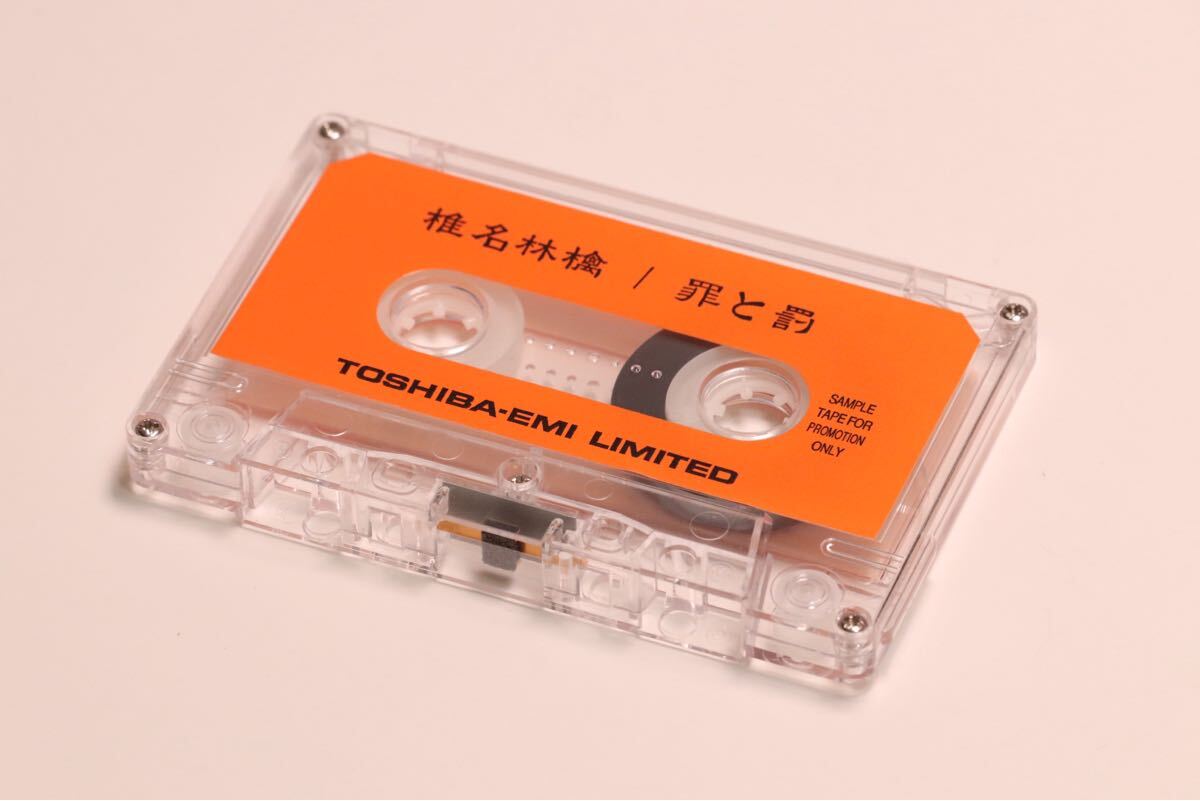 椎名林檎 / 罪と罰
TOSHIBA-EMI LIMITED
SAMPLE
TAPE FOR
PROMOTION
ONLY